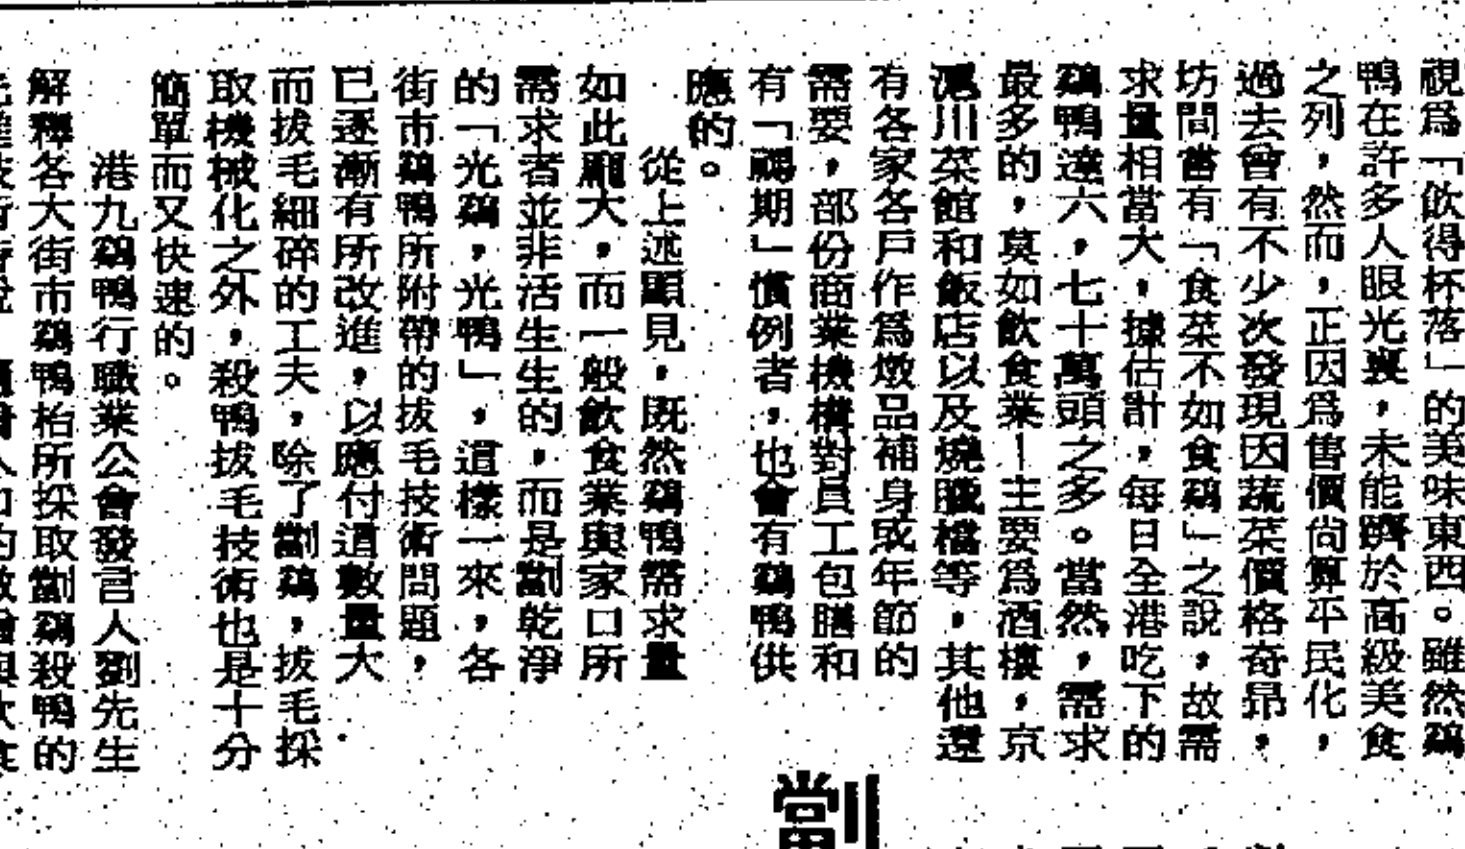 視爲「飲得杯落」的美味東西。雖然鷄
鴨在許多人眼光裏，未能躋於高級美食
之列，然而，正因爲售價尚算平民化，
過去曾有不少次發現因蔬菜價格奇昂，
坊間嘗有「食菜不如食鷄」之說，故需
求量相當大，據估計，每日全港吃下的
鷄鴨達六，七十萬頭之多。當然，需求
最多的，莫如飲食業—主要爲酒樓，京
滬川菜館和飯店以及燒臘檔等，其他還
有各家各戶作爲燉品補身或年節的
需要，部份商業機構對員工包膳和
有「禡期」慣例者，也會有鷄鴨供
應的。
從上述顯見，既然鷄鴨需求量
如此龐大，而一般飲食業與家口所
需求者並非活生生的，而是劏乾淨
的「光鷄，光鴨」，這樣一來，各
街市鷄鴨所附帶的拔毛技術問題，
已逐漸有所改進，以應付這數量大
而拔毛細碎的工夫，除了劏鷄，拔毛採
取機械化之外，殺鴨拔毛技術也是十分
簡單而又快速的。
港九鷄鴨行職業公會發言人劉先生
解釋各大街市鷄鴨枱所採取劏鷄殺鴨的
劏